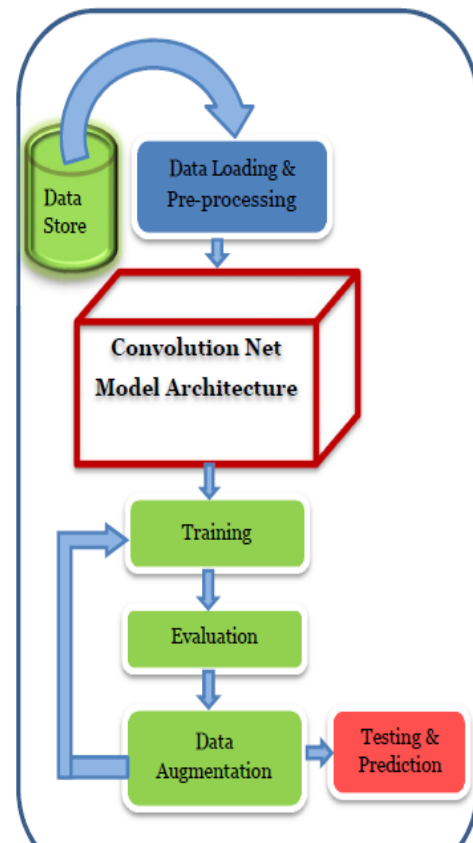 Data
Store
Data Loading &
Pre-processing
Convolution Net
Model Architecture
Training
Evaluation
Data
Augmentation
Testing &
Prediction